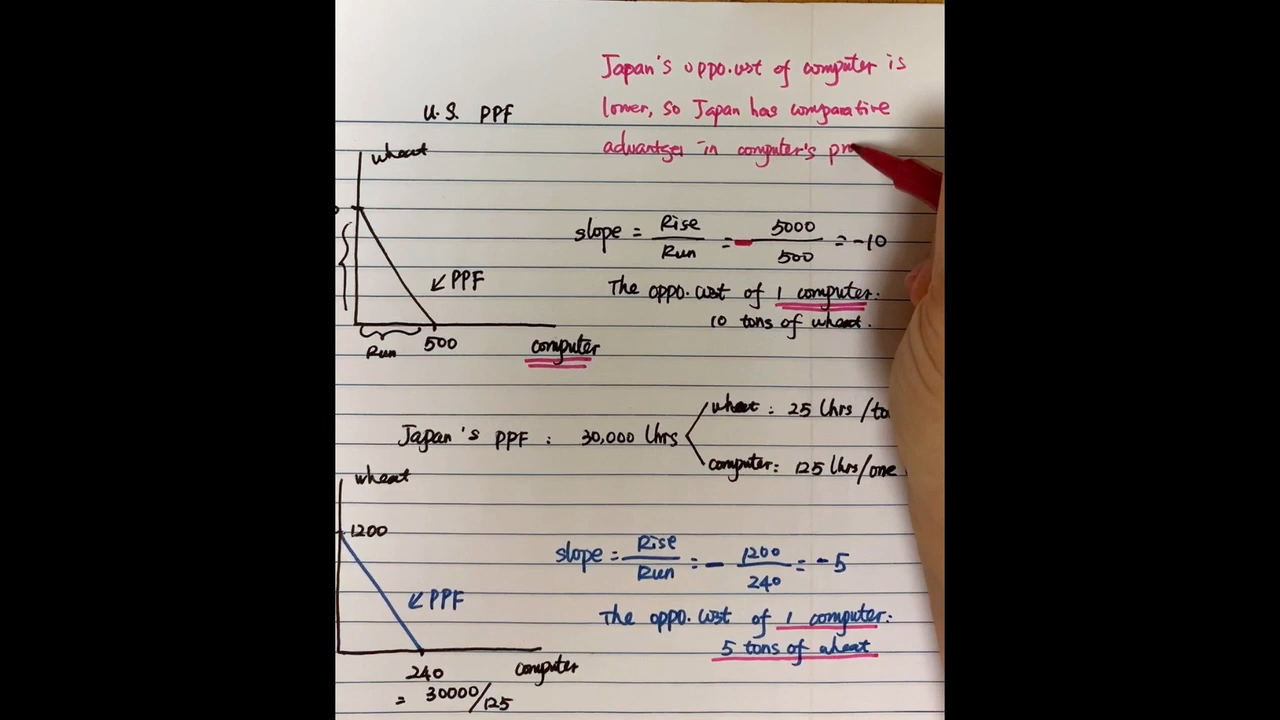 Japan's oppo.cost of computer is
lower, so Japan has comparative
advantges in computer's pr
U.S. PPF
wheat
slope = Rise/Run = - 5000/500 = -10
↙ PPF
The oppo.cost of 1 computer:
10 tons of wheat.
Run 500 computer
wheat : 25 lhrs /to
Japan's PPF : 30,000 lhrs
computer: 125 lhrs/one
wheat
1200
slope = Rise/Run = - 1200/240 = -5
↙ PPF
The oppo.cost of 1 computer:
5 tons of wheat
240 computer
= 30000/125